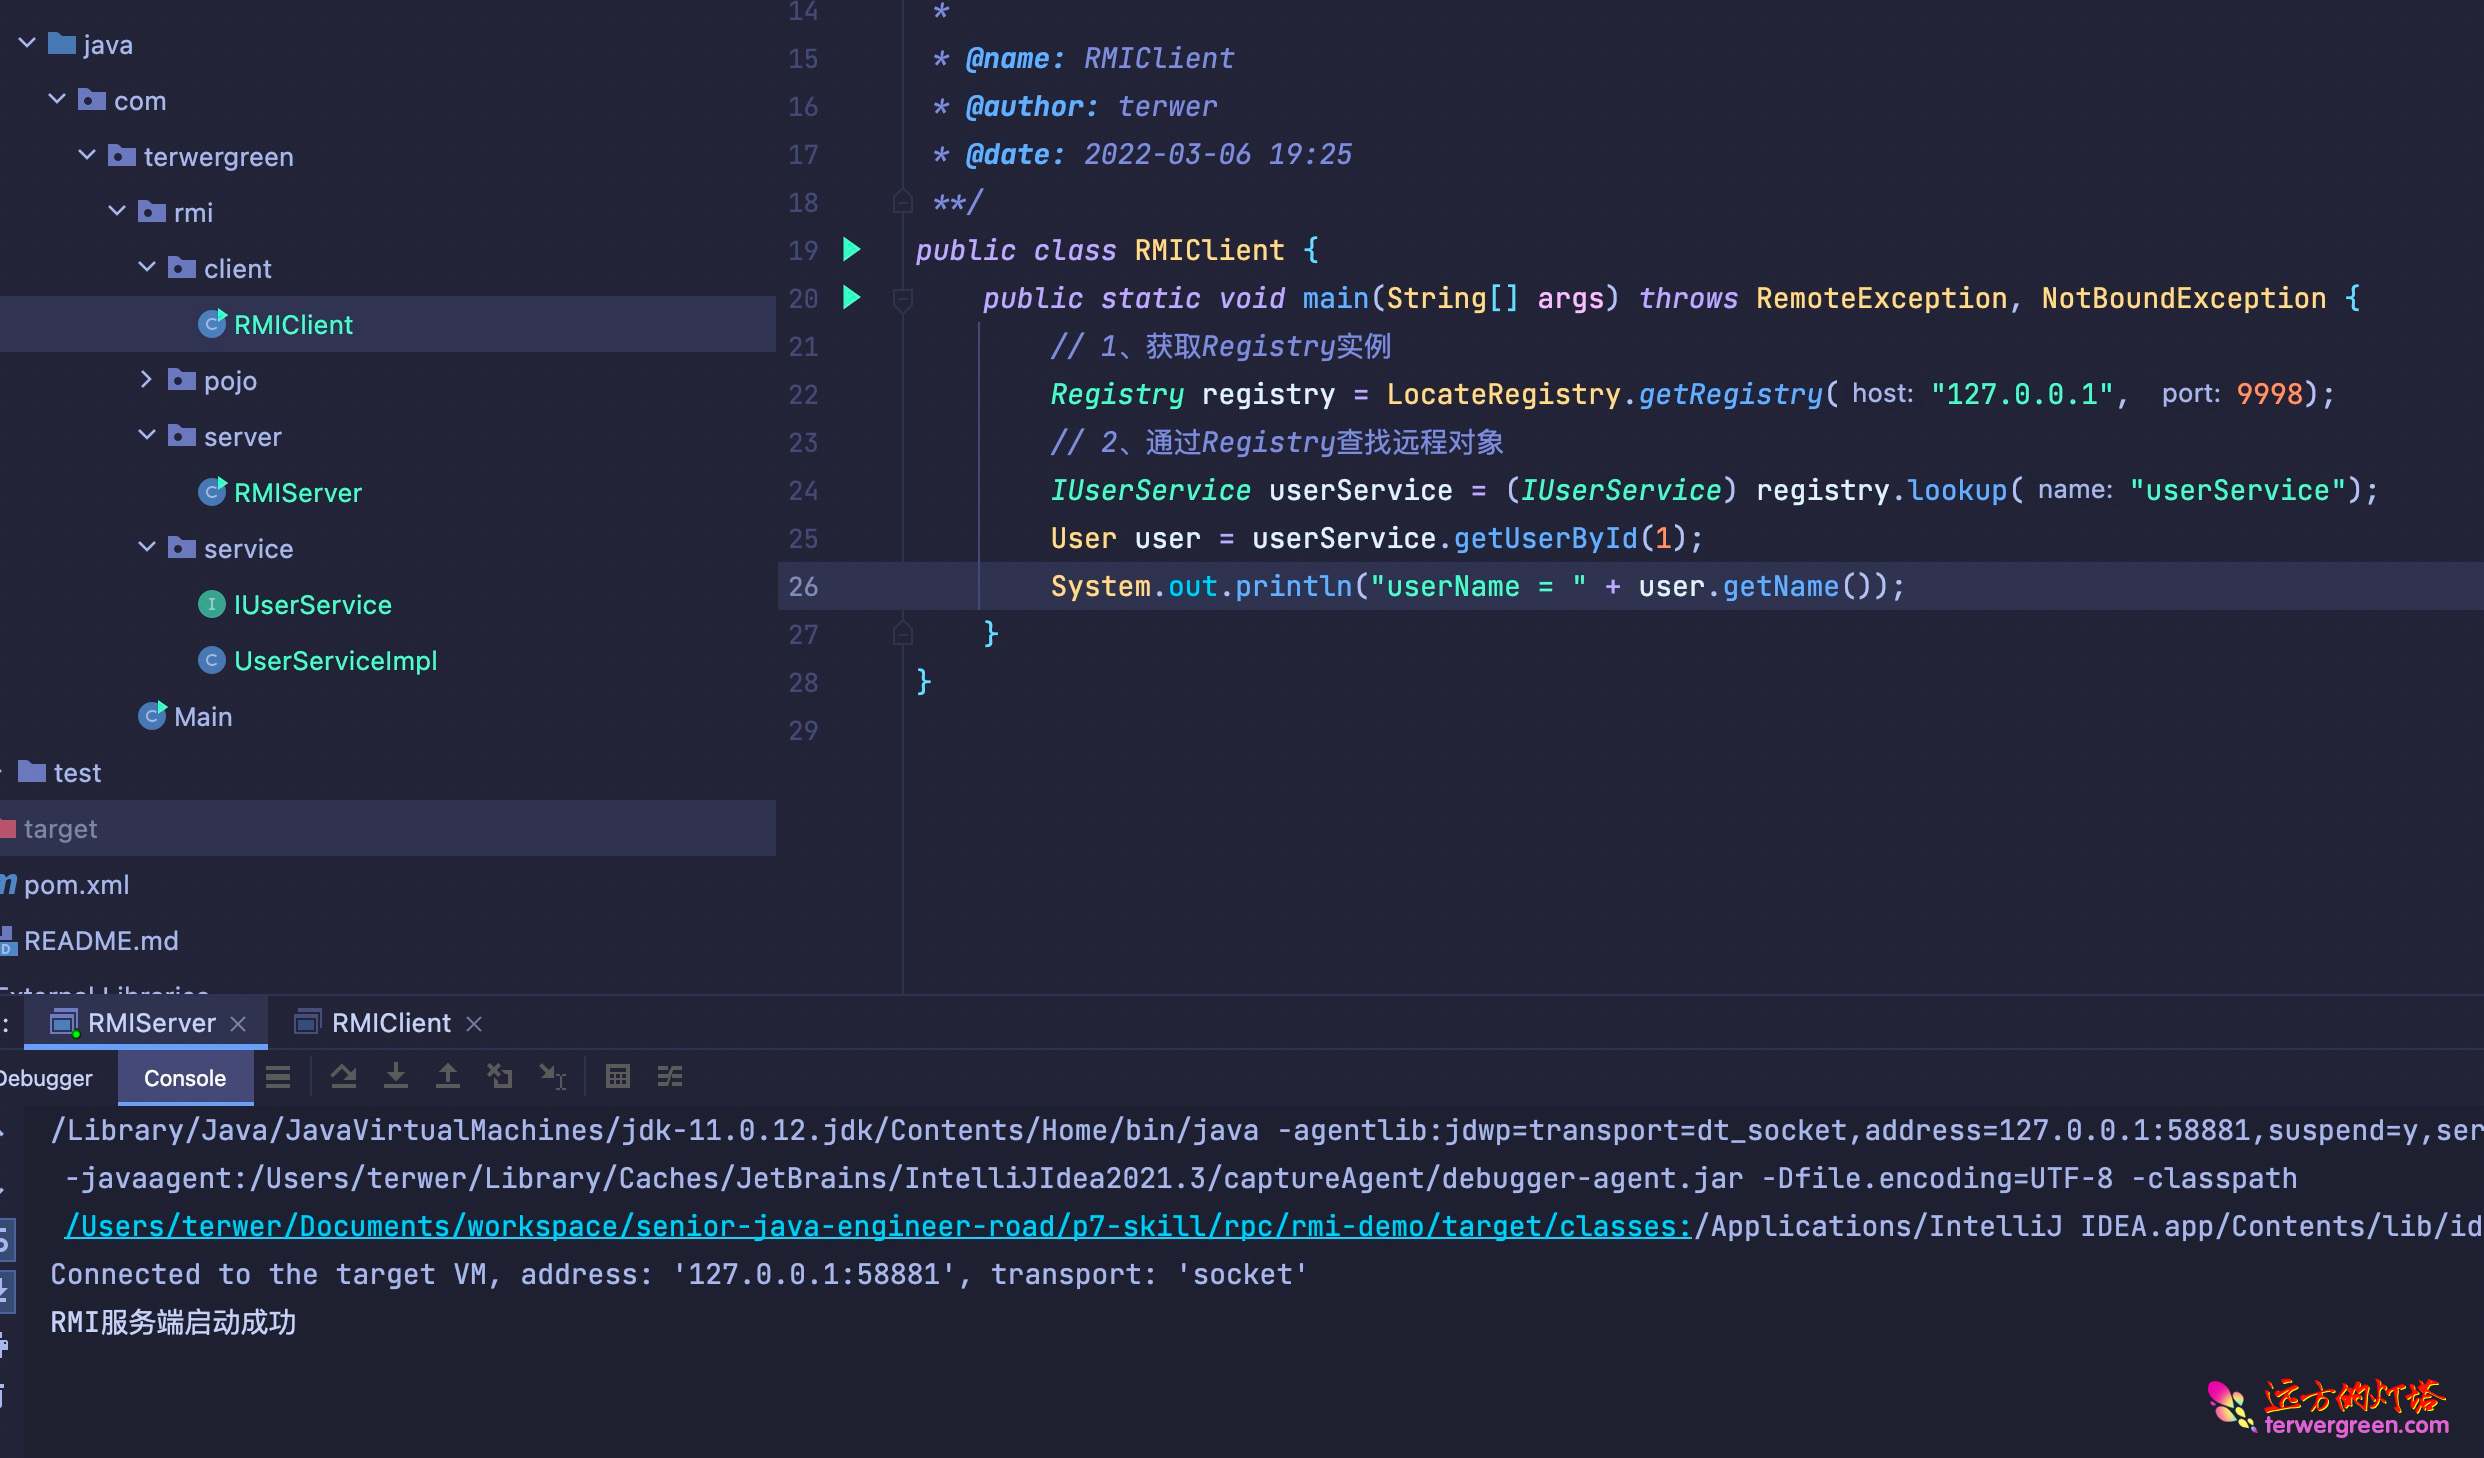 java
com
terwergreen
rmi
client
RMIClient
pojo
server
RMIServer
service
IUserService
UserServiceImpl
Main
test
target
pom.xml
README.md
External Libraries
14 *
15 * @name: RMIClient
16 * @author: terwer
17 * @date: 2022-03-06 19:25
18 **/
19 public class RMIClient {
20 public static void main(String[] args) throws RemoteException, NotBoundException {
21 // 1、获取Registry实例
22 Registry registry = LocateRegistry.getRegistry( host: "127.0.0.1", port: 9998);
23 // 2、通过Registry查找远程对象
24 IUserService userService = (IUserService) registry.lookup( name: "userService");
25 User user = userService.getUserById(1);
26 System.out.println("userName = " + user.getName());
27 }
28 }
29
: RMIServer RMIClient
Debugger Console
/Library/Java/JavaVirtualMachines/jdk-11.0.12.jdk/Contents/Home/bin/java -agentlib:jdwp=transport=dt_socket,address=127.0.0.1:58881,suspend=y,ser
-javaagent:/Users/terwer/Library/Caches/JetBrains/IntelliJIdea2021.3/captureAgent/debugger-agent.jar -Dfile.encoding=UTF-8 -classpath
/Users/terwer/Documents/workspace/senior-java-engineer-road/p7-skill/rpc/rmi-demo/target/classes:/Applications/IntelliJ IDEA.app/Contents/lib/id
Connected to the target VM, address: '127.0.0.1:58881', transport: 'socket'
RMI服务端启动成功
远方的灯塔
terwergreen.com